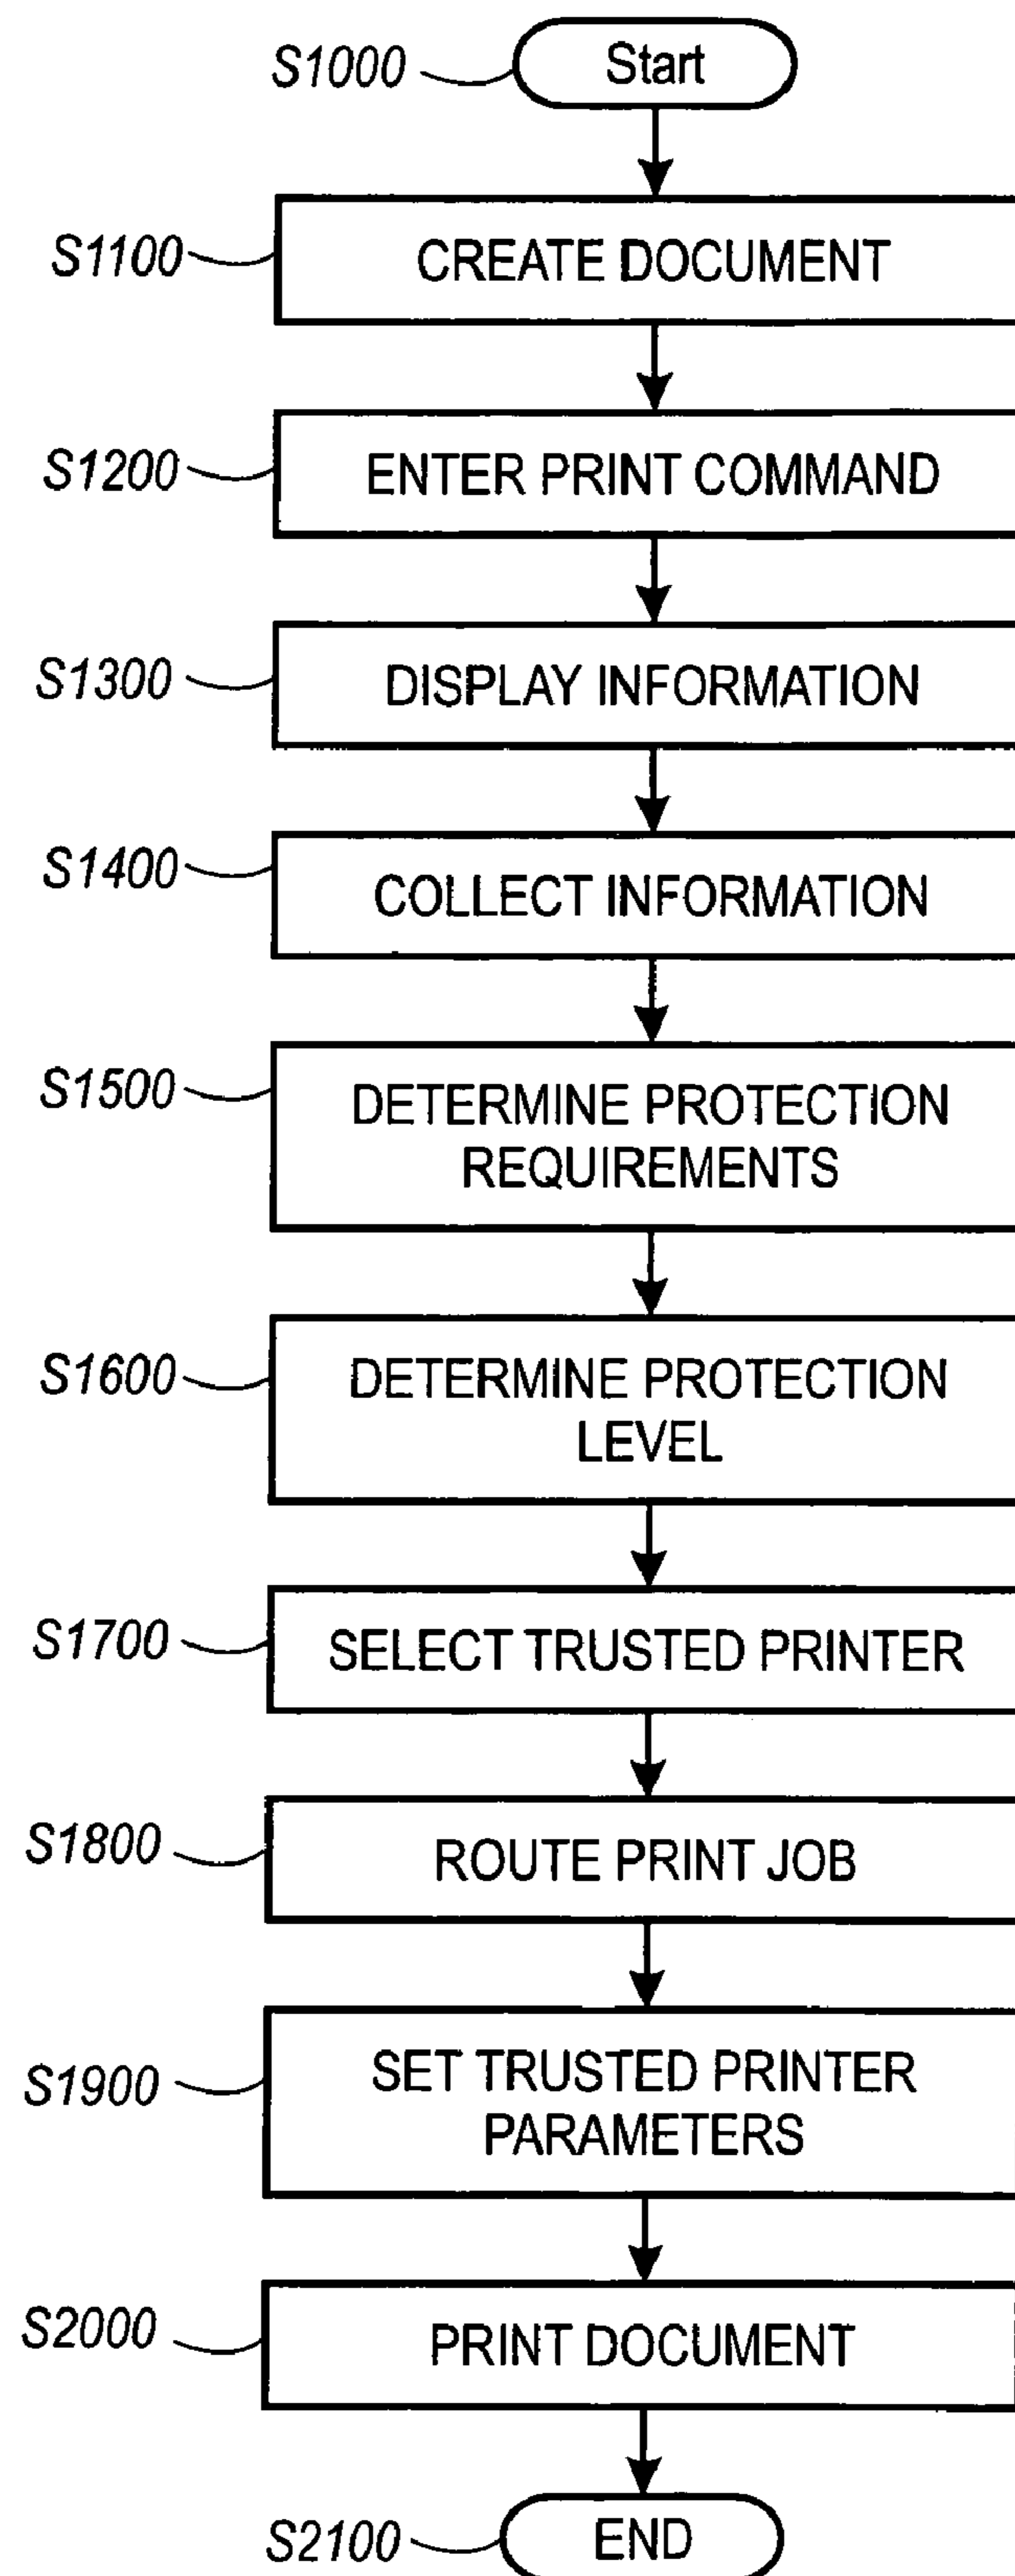 S1000 Start
S1100 CREATE DOCUMENT
S1200 ENTER PRINT COMMAND
S1300 DISPLAY INFORMATION
S1400 COLLECT INFORMATION
S1500 DETERMINE PROTECTION
REQUIREMENTS
S1600 DETERMINE PROTECTION
LEVEL
S1700 SELECT TRUSTED PRINTER
S1800 ROUTE PRINT JOB
S1900 SET TRUSTED PRINTER
PARAMETERS
S2000 PRINT DOCUMENT
S2100 END